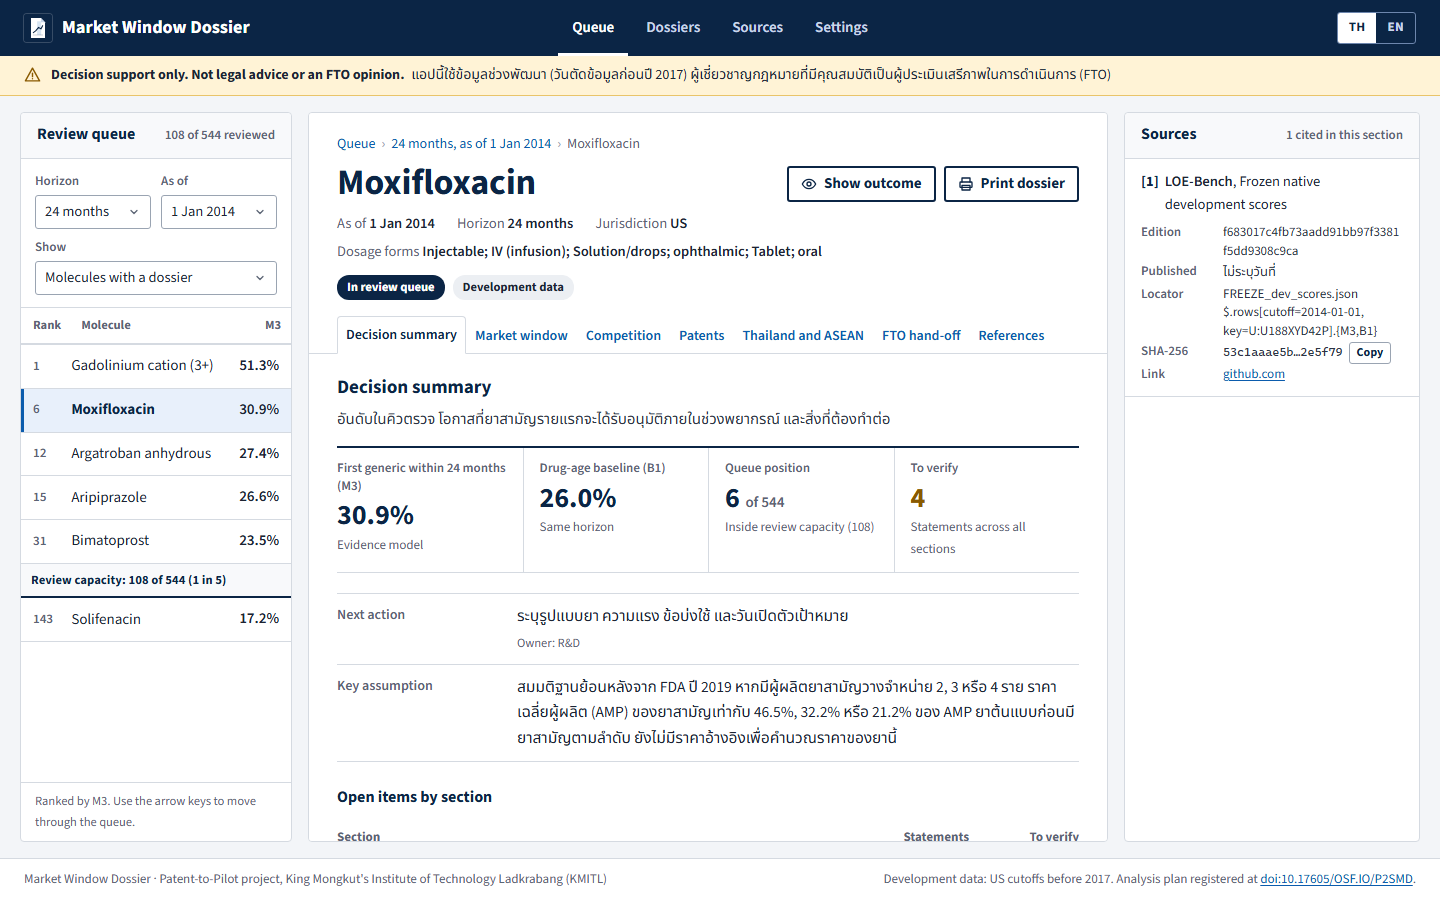 Market Window Dossier
Queue
Dossiers
Sources
Settings
TH
EN
Decision support only. Not legal advice or an FTO opinion. แอปนี้ใช้ข้อมูลช่วงพัฒนา (วันตัดข้อมูลก่อนปี 2017) ผู้เชี่ยวชาญกฎหมายที่มีคุณสมบัติเป็นผู้ประเมินเสรีภาพในการดำเนินการ (FTO)
Review queue
108 of 544 reviewed
Horizon
As of
24 months
1 Jan 2014
Show
Molecules with a dossier
Rank Molecule M3
1 Gadolinium cation (3+) 51.3%
6 Moxifloxacin 30.9%
12 Argatroban anhydrous 27.4%
15 Aripiprazole 26.6%
31 Bimatoprost 23.5%
Review capacity: 108 of 544 (1 in 5)
143 Solifenacin 17.2%
Ranked by M3. Use the arrow keys to move
through the queue.
Queue › 24 months, as of 1 Jan 2014 › Moxifloxacin
Moxifloxacin
Show outcome
Print dossier
As of 1 Jan 2014 Horizon 24 months Jurisdiction US
Dosage forms Injectable; IV (infusion); Solution/drops; ophthalmic; Tablet; oral
In review queue
Development data
Decision summary
Market window
Competition
Patents
Thailand and ASEAN
FTO hand-off
References
Decision summary
อันดับในคิวตรวจ โอกาสที่ยาสามัญรายแรกจะได้รับอนุมัติภายในช่วงพยากรณ์ และสิ่งที่ต้องทำต่อ
First generic within 24 months
(M3)
30.9%
Evidence model
Drug-age baseline (B1)
26.0%
Same horizon
Queue position
6 of 544
Inside review capacity (108)
To verify
4
Statements across all
sections
Next action
ระบุรูปแบบยา ความแรง ข้อบ่งใช้ และวันเปิดตัวเป้าหมาย
Owner: R&D
Key assumption
สมมติฐานย้อนหลังจาก FDA ปี 2019 หากมีผู้ผลิตยาสามัญวางจำหน่าย 2, 3 หรือ 4 ราย ราคา
เฉลี่ยผู้ผลิต (AMP) ของยาสามัญเท่ากับ 46.5%, 32.2% หรือ 21.2% ของ AMP ยาต้นแบบก่อนมี
ยาสามัญตามลำดับ ยังไม่มีราคาอ้างอิงเพื่อคำนวณราคาของยานี้
Open items by section
Section Statements To verify
Sources
1 cited in this section
[1] LOE-Bench, Frozen native
development scores
Edition f683017c4fb73aadd91bb97f3381
f5dd9308c9ca
Published ไม่ระบุวันที่
Locator FREEZE_dev_scores.json
$.rows[cutoff=2014-01-01,
key=U:U188XYD42P].{M3,B1}
SHA-256 53c1aaae5b…2e5f79 Copy
Link github.com
Market Window Dossier · Patent-to-Pilot project, King Mongkut's Institute of Technology Ladkrabang (KMITL)
Development data: US cutoffs before 2017. Analysis plan registered at doi:10.17605/OSF.IO/P2SMD.